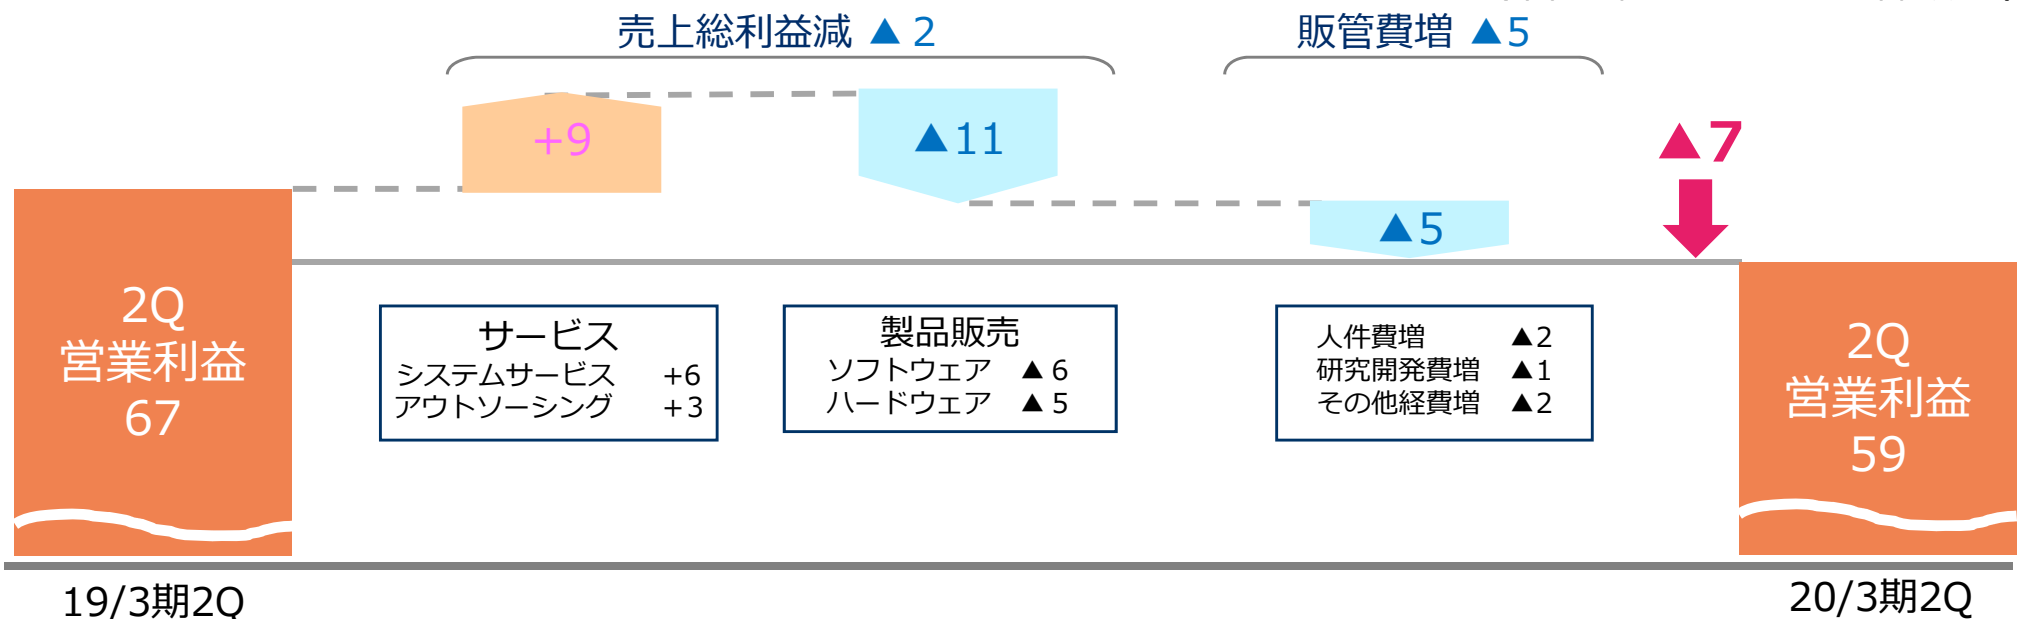 売上総利益減 ▲ 2
販管費増 ▲5
+9
▲11
▲5
▲7
2Q
営業利益
67
サービス
システムサービス +6
アウトソーシング +3
製品販売
ソフトウェア ▲ 6
ハードウェア ▲ 5
人件費増 ▲2
研究開発費増 ▲1
その他経費増 ▲2
2Q
営業利益
59
19/3期2Q
20/3期2Q